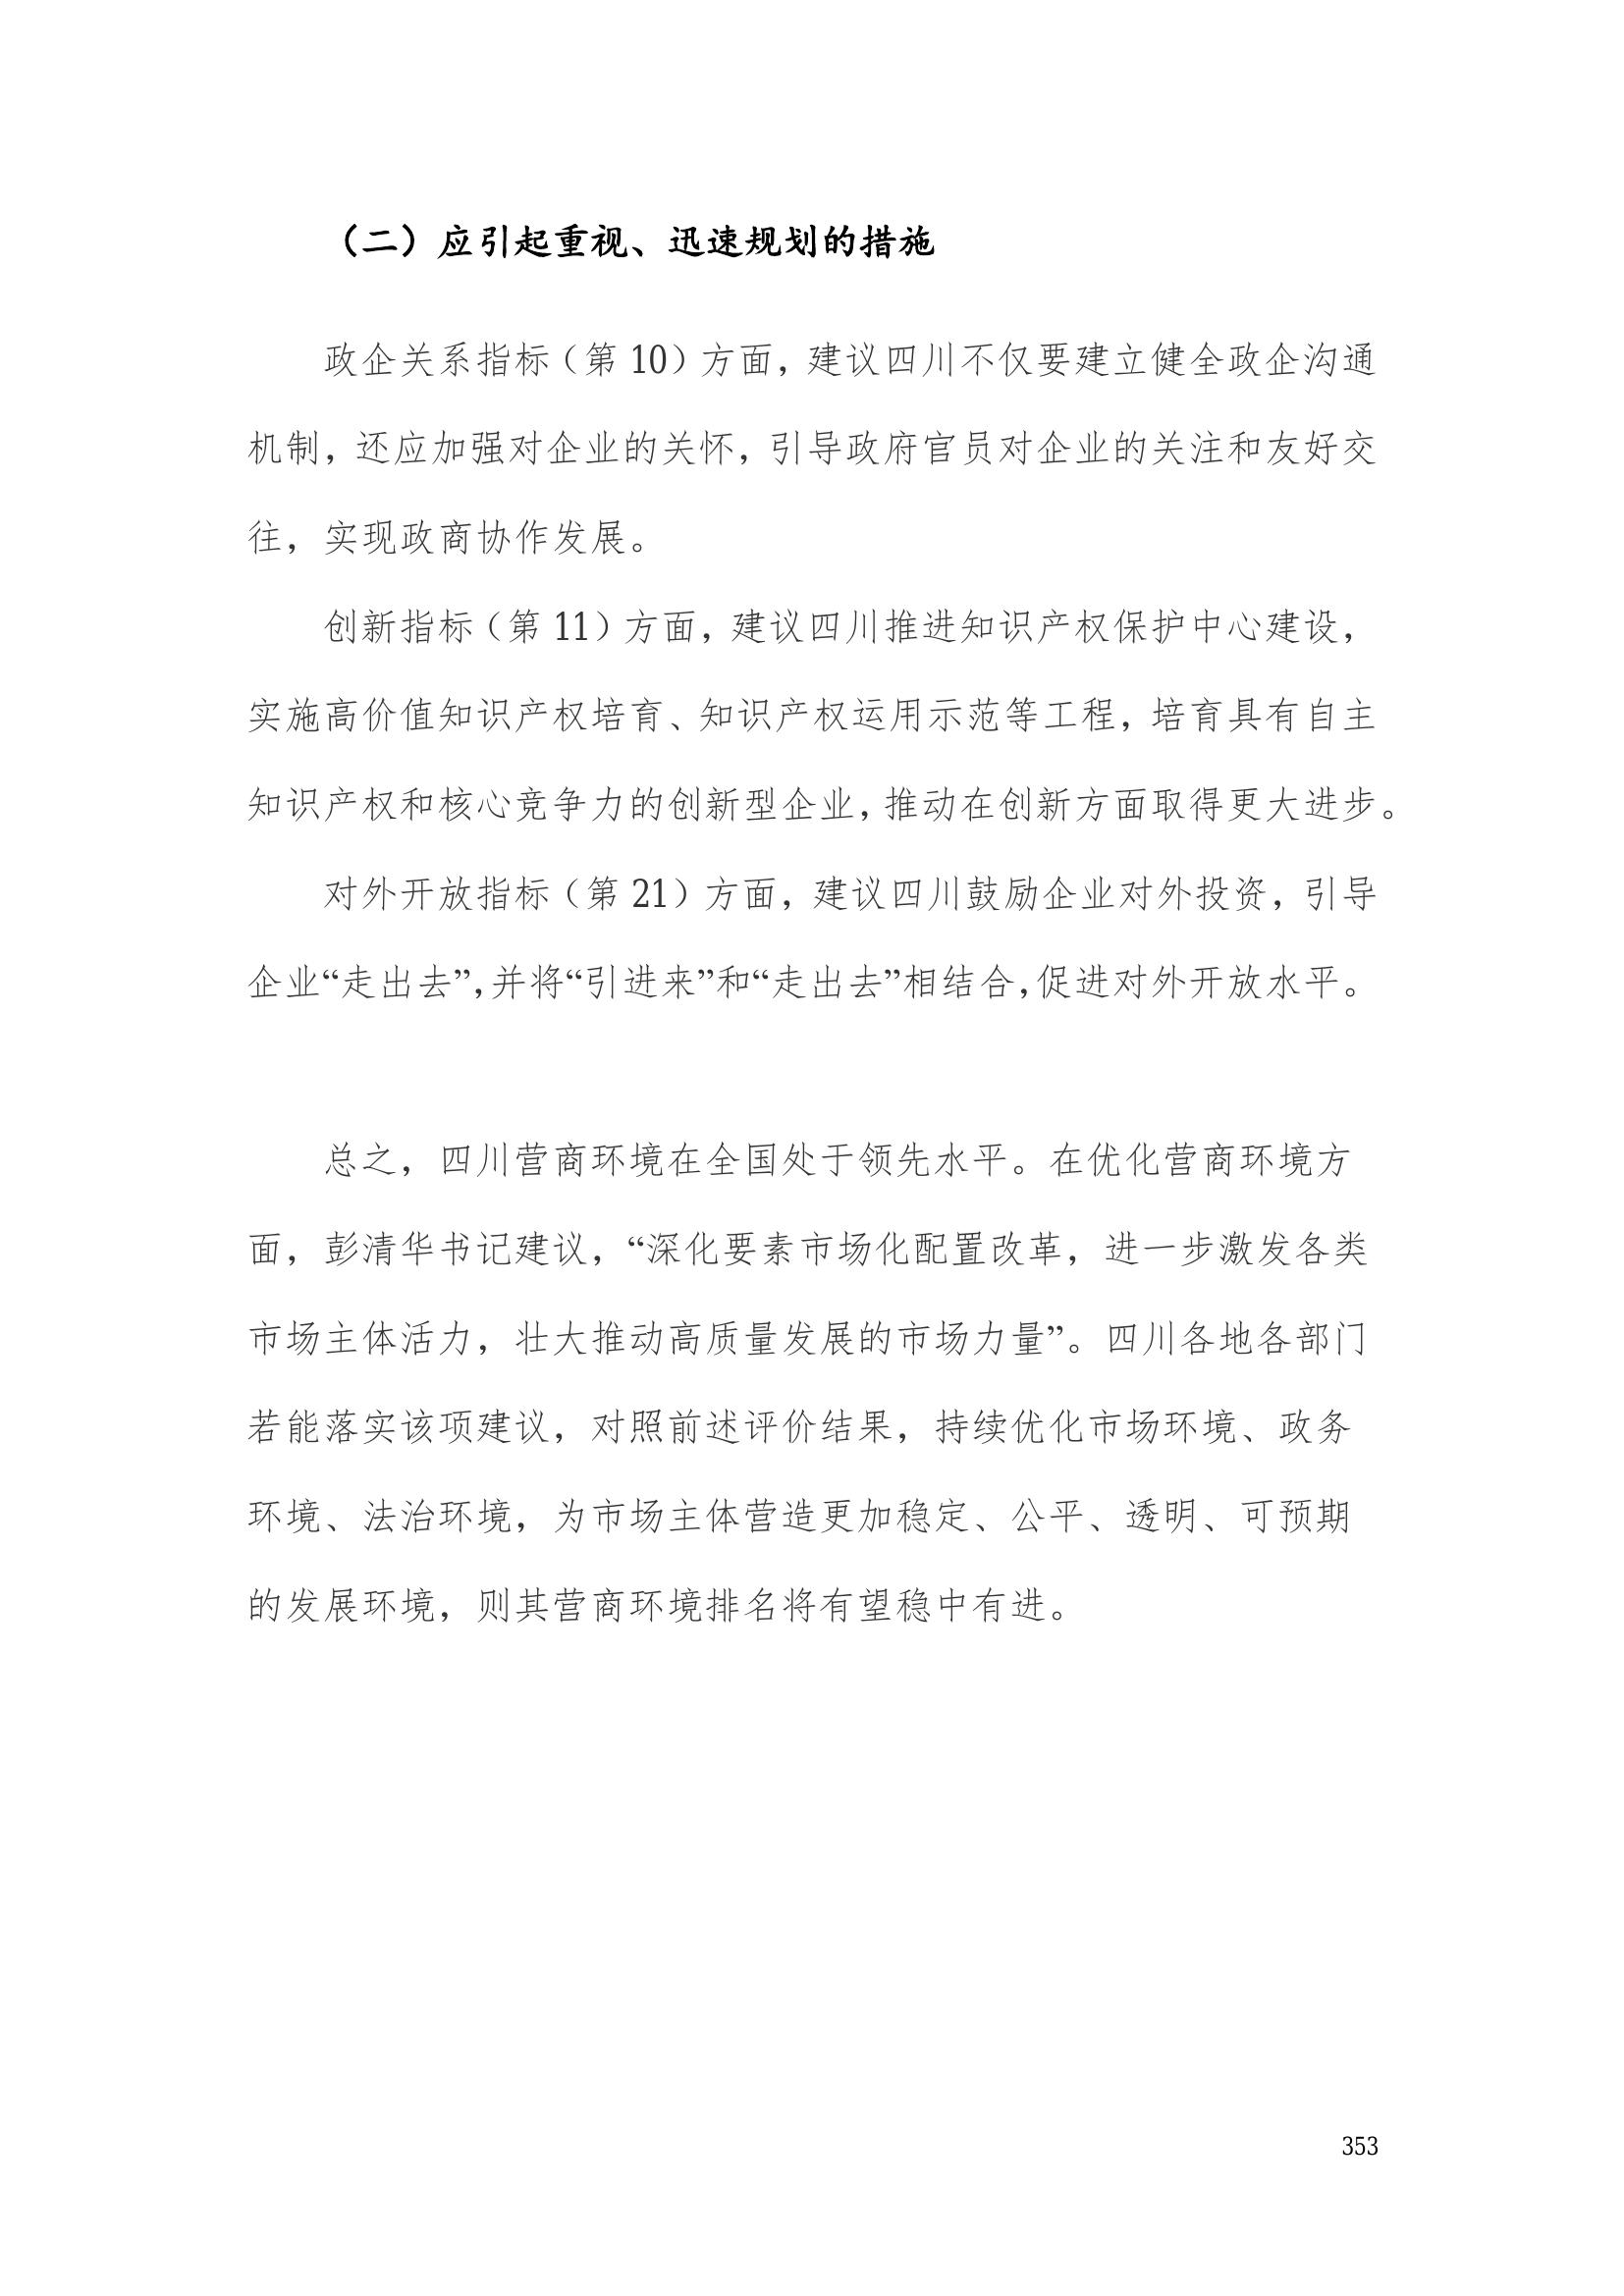 （二）应引起重视、迅速规划的措施
政企关系指标（第 10）方面，建议四川不仅要建立健全政企沟通
机制，还应加强对企业的关怀，引导政府官员对企业的关注和友好交
往，实现政商协作发展。
创新指标（第 11）方面，建议四川推进知识产权保护中心建设，
实施高价值知识产权培育、知识产权运用示范等工程，培育具有自主
知识产权和核心竞争力的创新型企业，推动在创新方面取得更大进步。
对外开放指标（第 21）方面，建议四川鼓励企业对外投资，引导
企业“走出去”，并将“引进来”和“走出去”相结合，促进对外开放水平。
总之，四川营商环境在全国处于领先水平。在优化营商环境方
面，彭清华书记建议，“深化要素市场化配置改革，进一步激发各类
市场主体活力，壮大推动高质量发展的市场力量”。四川各地各部门
若能落实该项建议，对照前述评价结果，持续优化市场环境、政务
环境、法治环境，为市场主体营造更加稳定、公平、透明、可预期
的发展环境，则其营商环境排名将有望稳中有进。
353